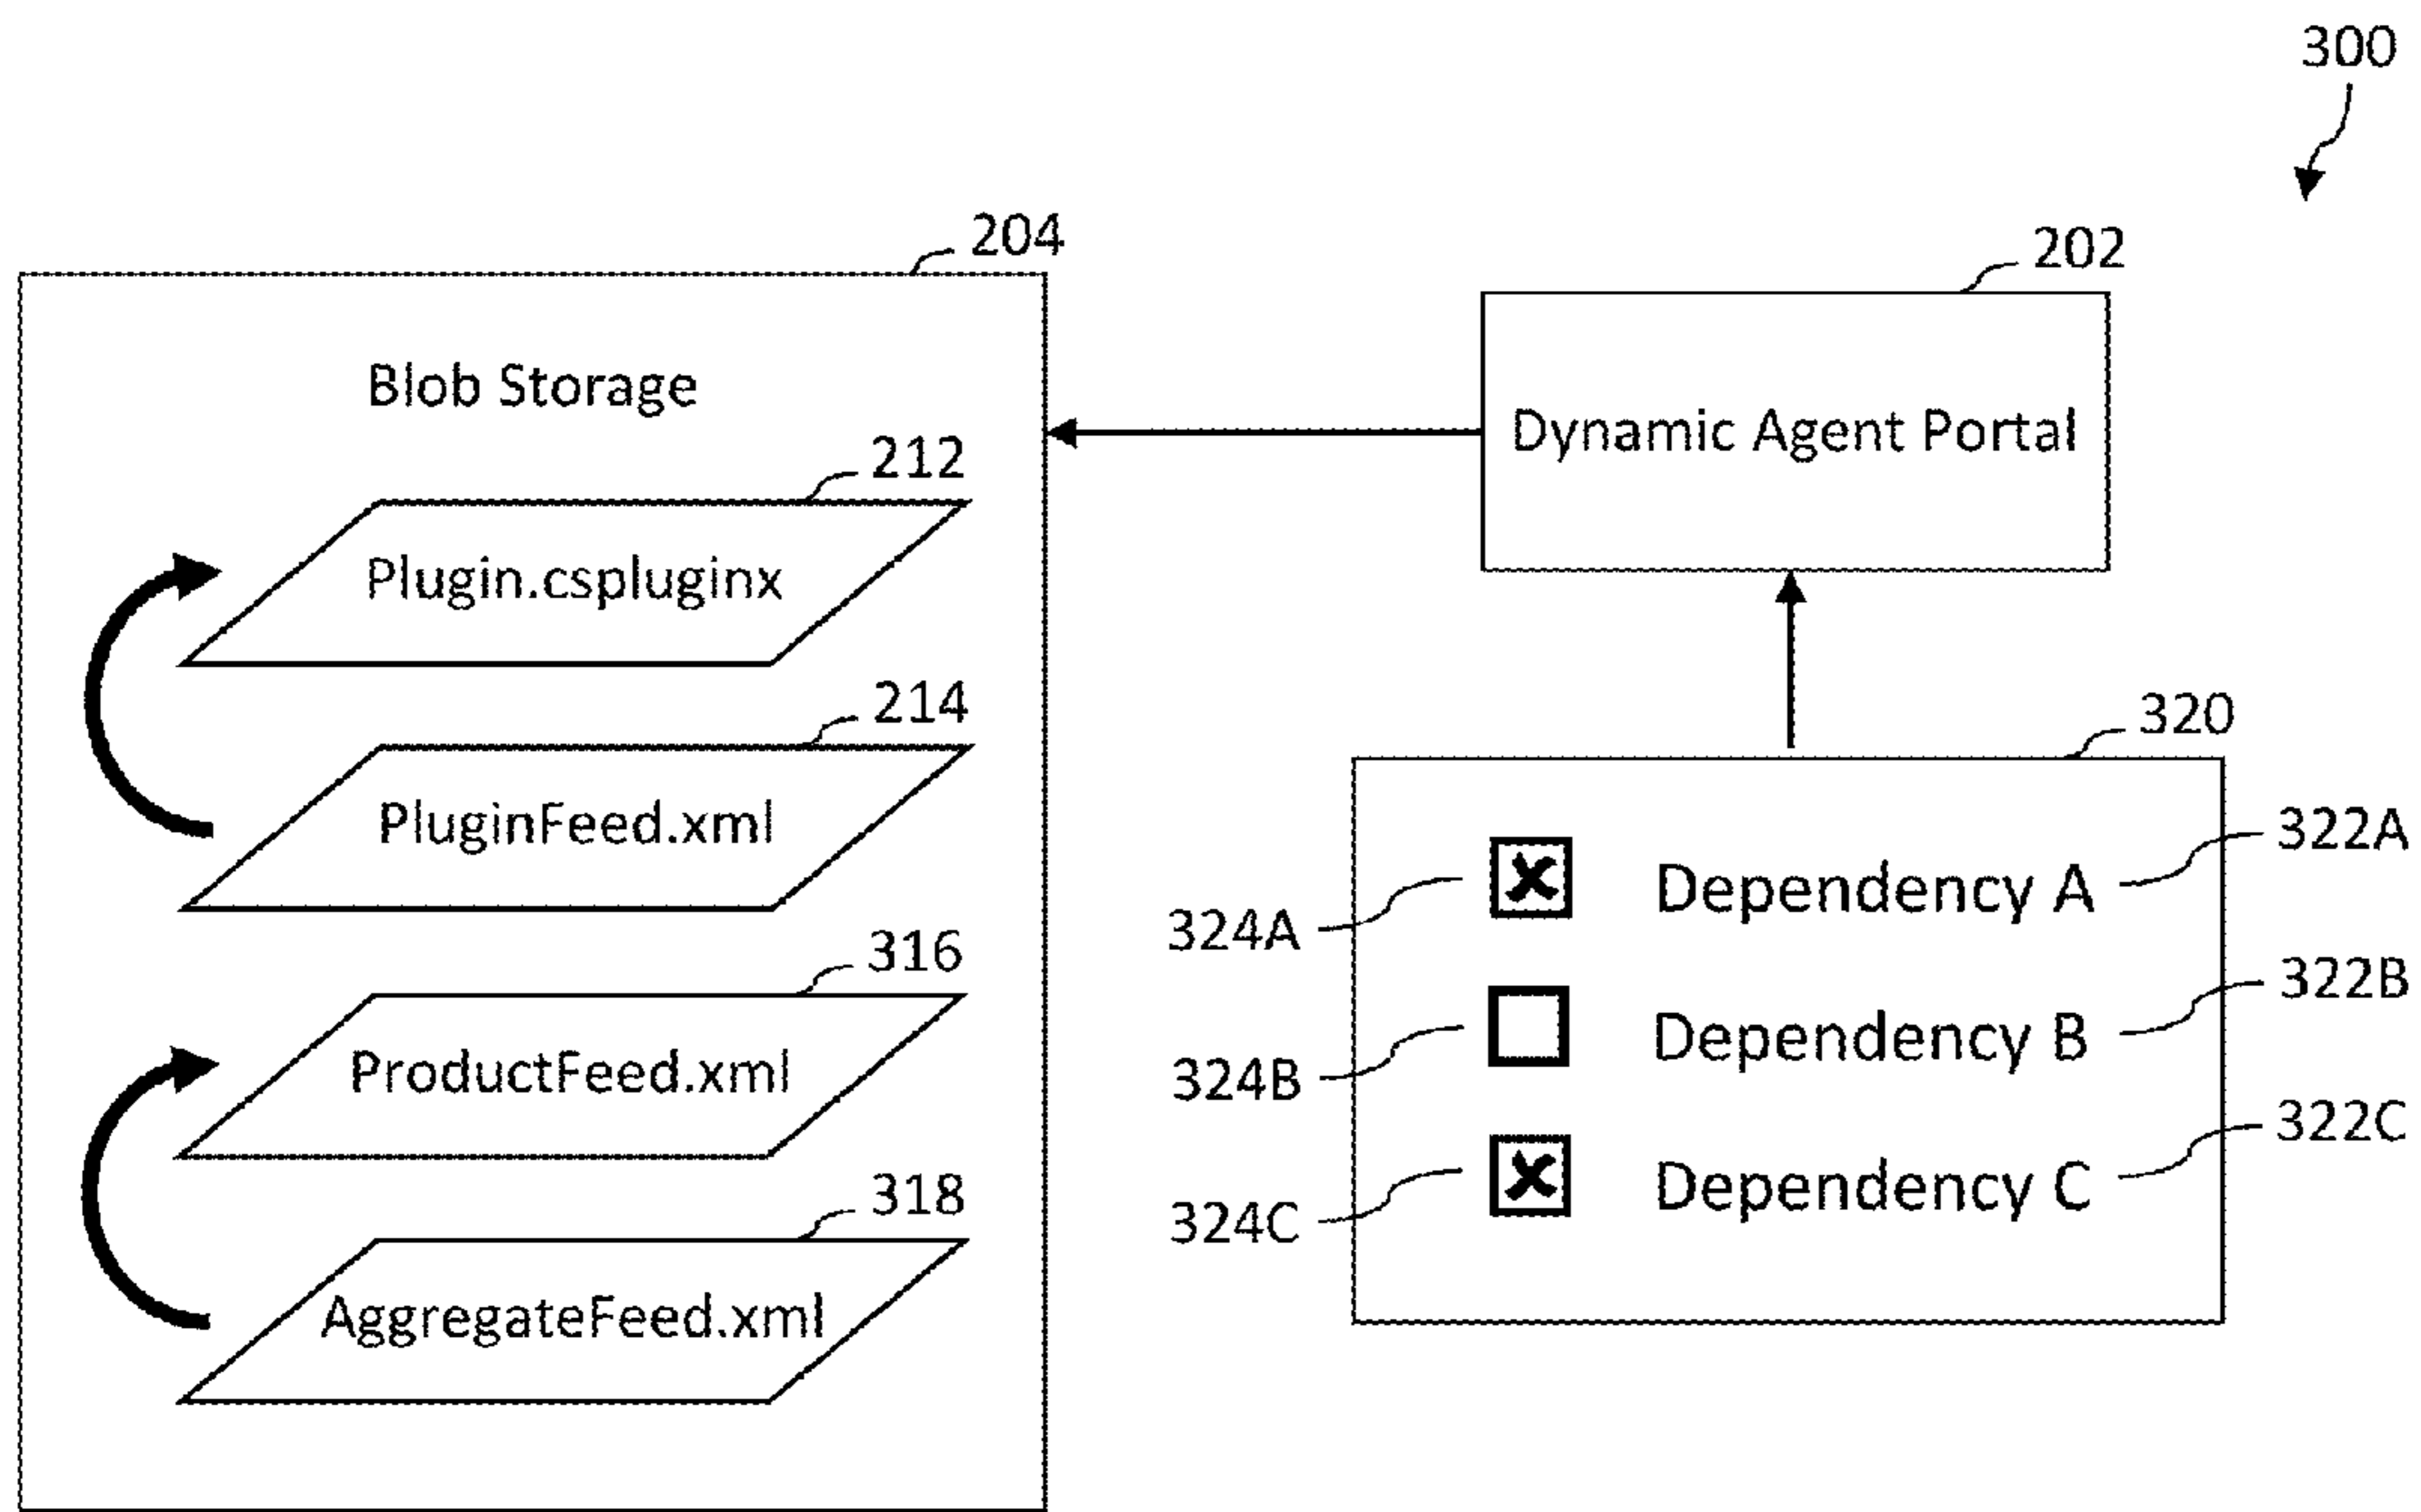 300
204
202
Blob Storage
Dynamic Agent Portal
212
Plugin.cspluginx
214
PluginFeed.xml
320
322A
Dependency A
324A
316
322B
Dependency B
324B
ProductFeed.xml
322C
Dependency C
324C
318
AggregateFeed.xml